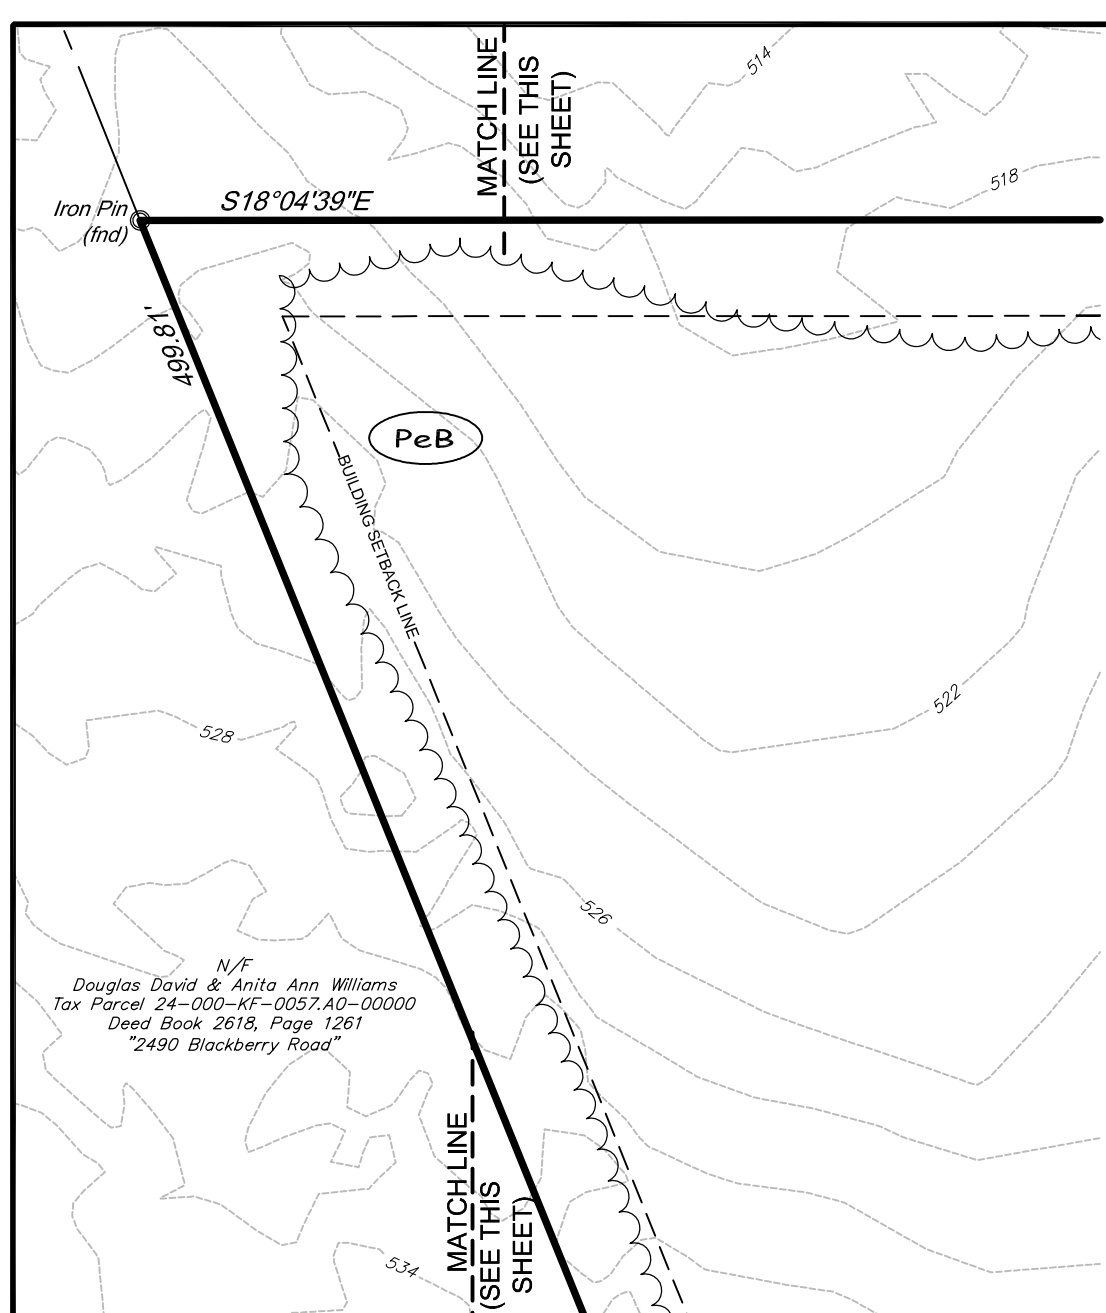 514
MATCH LINE
(SEE THIS
SHEET)
518
S18°04'39"E
Iron Pin
(fnd)
499.81'
PeB
BUILDING SETBACK LINE
522
528
526
N/F
Douglas David & Anita Ann Williams
Tax Parcel 24-000-KF-0057.A0-00000
Deed Book 2618, Page 1261
"2490 Blackberry Road"
MATCH LINE
(SEE THIS
SHEET)
534